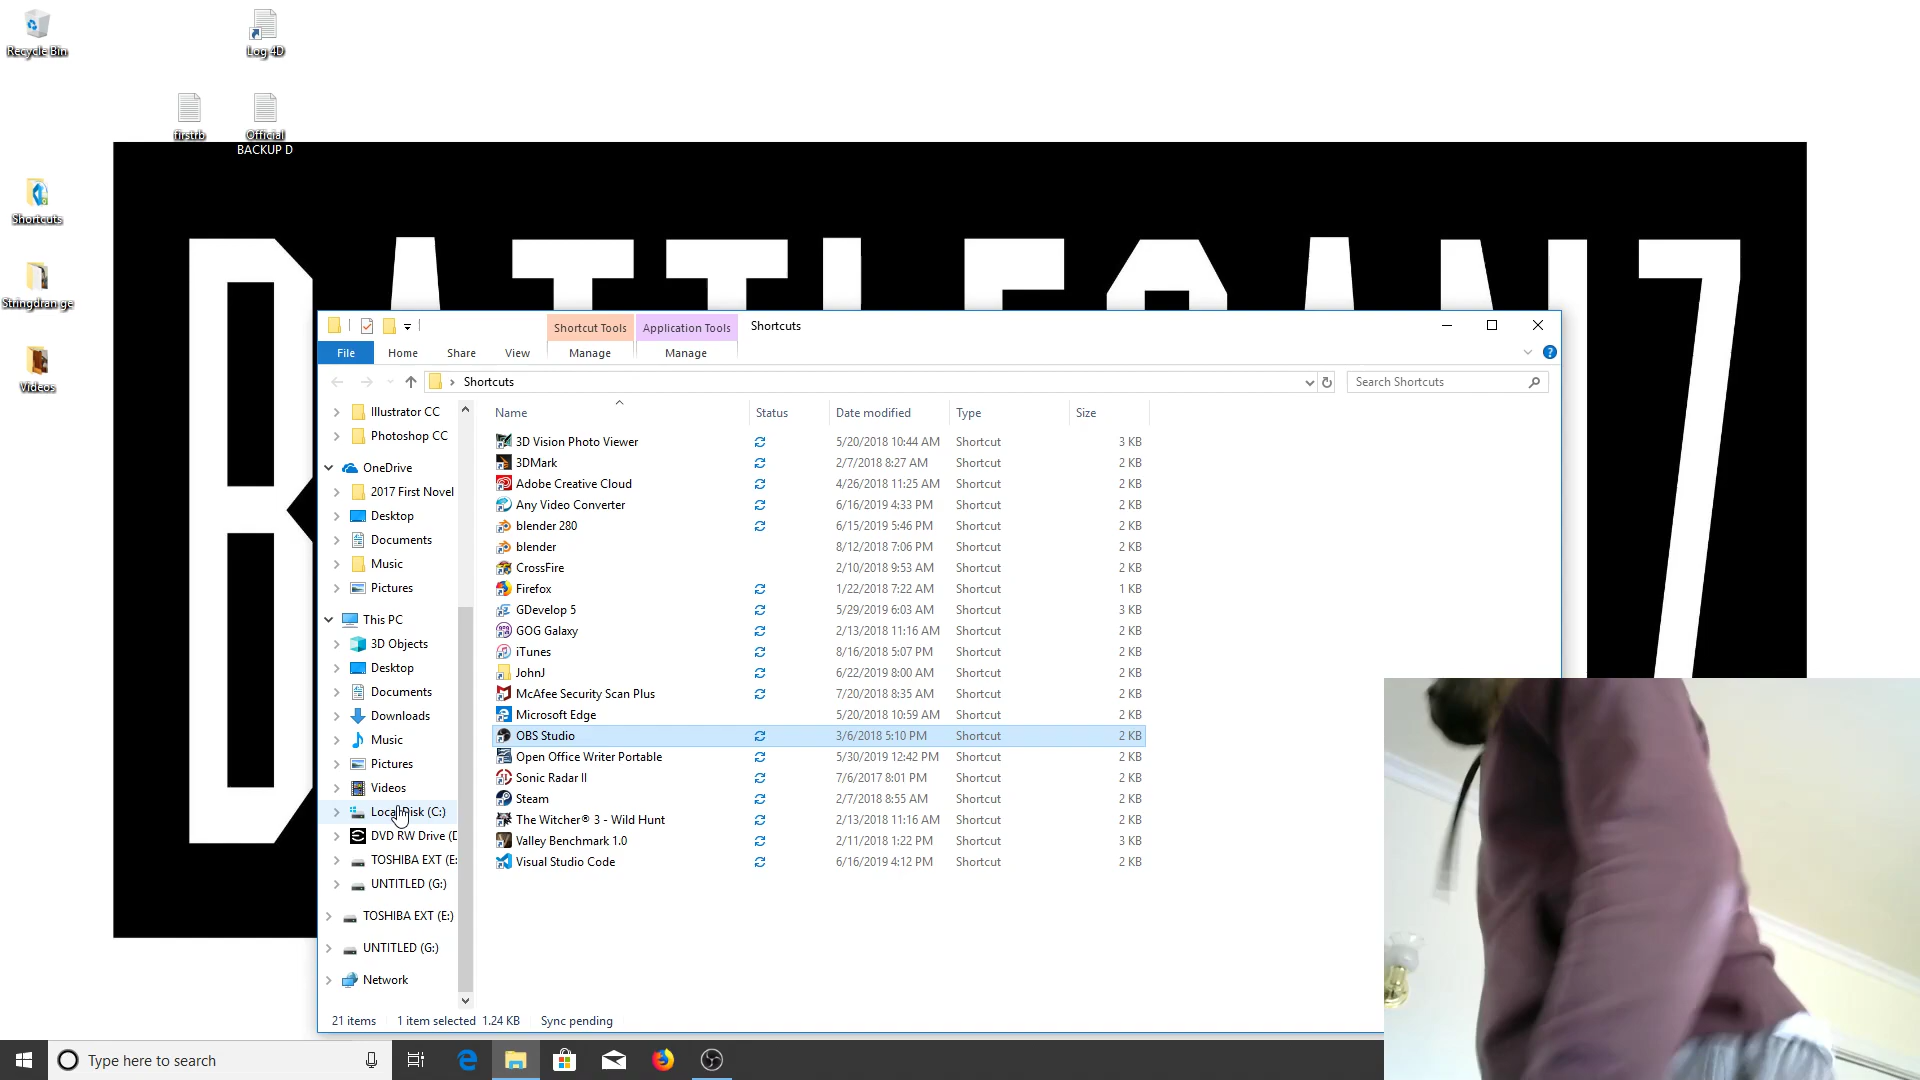 Recycle Bin
Log 4D
firstrb
Official
BACKUP D
Shortcuts
Stringdran ge
Videos
BATTLECAN7
Shortcut Tools
Application Tools
Shortcuts
File
Home
Share
View
Manage
Manage
Shortcuts
Search Shortcuts
Illustrator CC
Photoshop CC
OneDrive
2017 First Novel
Desktop
Documents
Music
Pictures
This PC
3D Objects
Desktop
Documents
Downloads
Music
Pictures
Videos
Local Disk (C:)
DVD RW Drive (D
TOSHIBA EXT (E:
UNTITLED (G:)
TOSHIBA EXT (E:)
UNTITLED (G:)
Network
Name Status Date modified Type Size
3D Vision Photo Viewer 5/20/2018 10:44 AM Shortcut 3 KB
3DMark 2/7/2018 8:27 AM Shortcut 2 KB
Adobe Creative Cloud 4/26/2018 11:25 AM Shortcut 2 KB
Any Video Converter 6/16/2019 4:33 PM Shortcut 2 KB
blender 280 6/15/2019 5:46 PM Shortcut 2 KB
blender 8/12/2018 7:06 PM Shortcut 2 KB
CrossFire 2/10/2018 9:53 AM Shortcut 2 KB
Firefox 1/22/2018 7:22 AM Shortcut 1 KB
GDevelop 5 5/29/2019 6:03 AM Shortcut 3 KB
GOG Galaxy 2/13/2018 11:16 AM Shortcut 2 KB
iTunes 8/16/2018 5:07 PM Shortcut 2 KB
JohnJ 6/22/2019 8:00 AM Shortcut 2 KB
McAfee Security Scan Plus 7/20/2018 8:35 AM Shortcut 2 KB
Microsoft Edge 5/20/2018 10:59 AM Shortcut 2 KB
OBS Studio 3/6/2018 5:10 PM Shortcut 2 KB
Open Office Writer Portable 5/30/2019 12:42 PM Shortcut 2 KB
Sonic Radar II 7/6/2017 8:01 PM Shortcut 2 KB
Steam 2/7/2018 8:55 AM Shortcut 2 KB
The Witcher® 3 - Wild Hunt 2/13/2018 11:16 AM Shortcut 2 KB
Valley Benchmark 1.0 2/11/2018 1:22 PM Shortcut 3 KB
Visual Studio Code 6/16/2019 4:12 PM Shortcut 2 KB
21 items 1 item selected 1.24 KB Sync pending
Type here to search